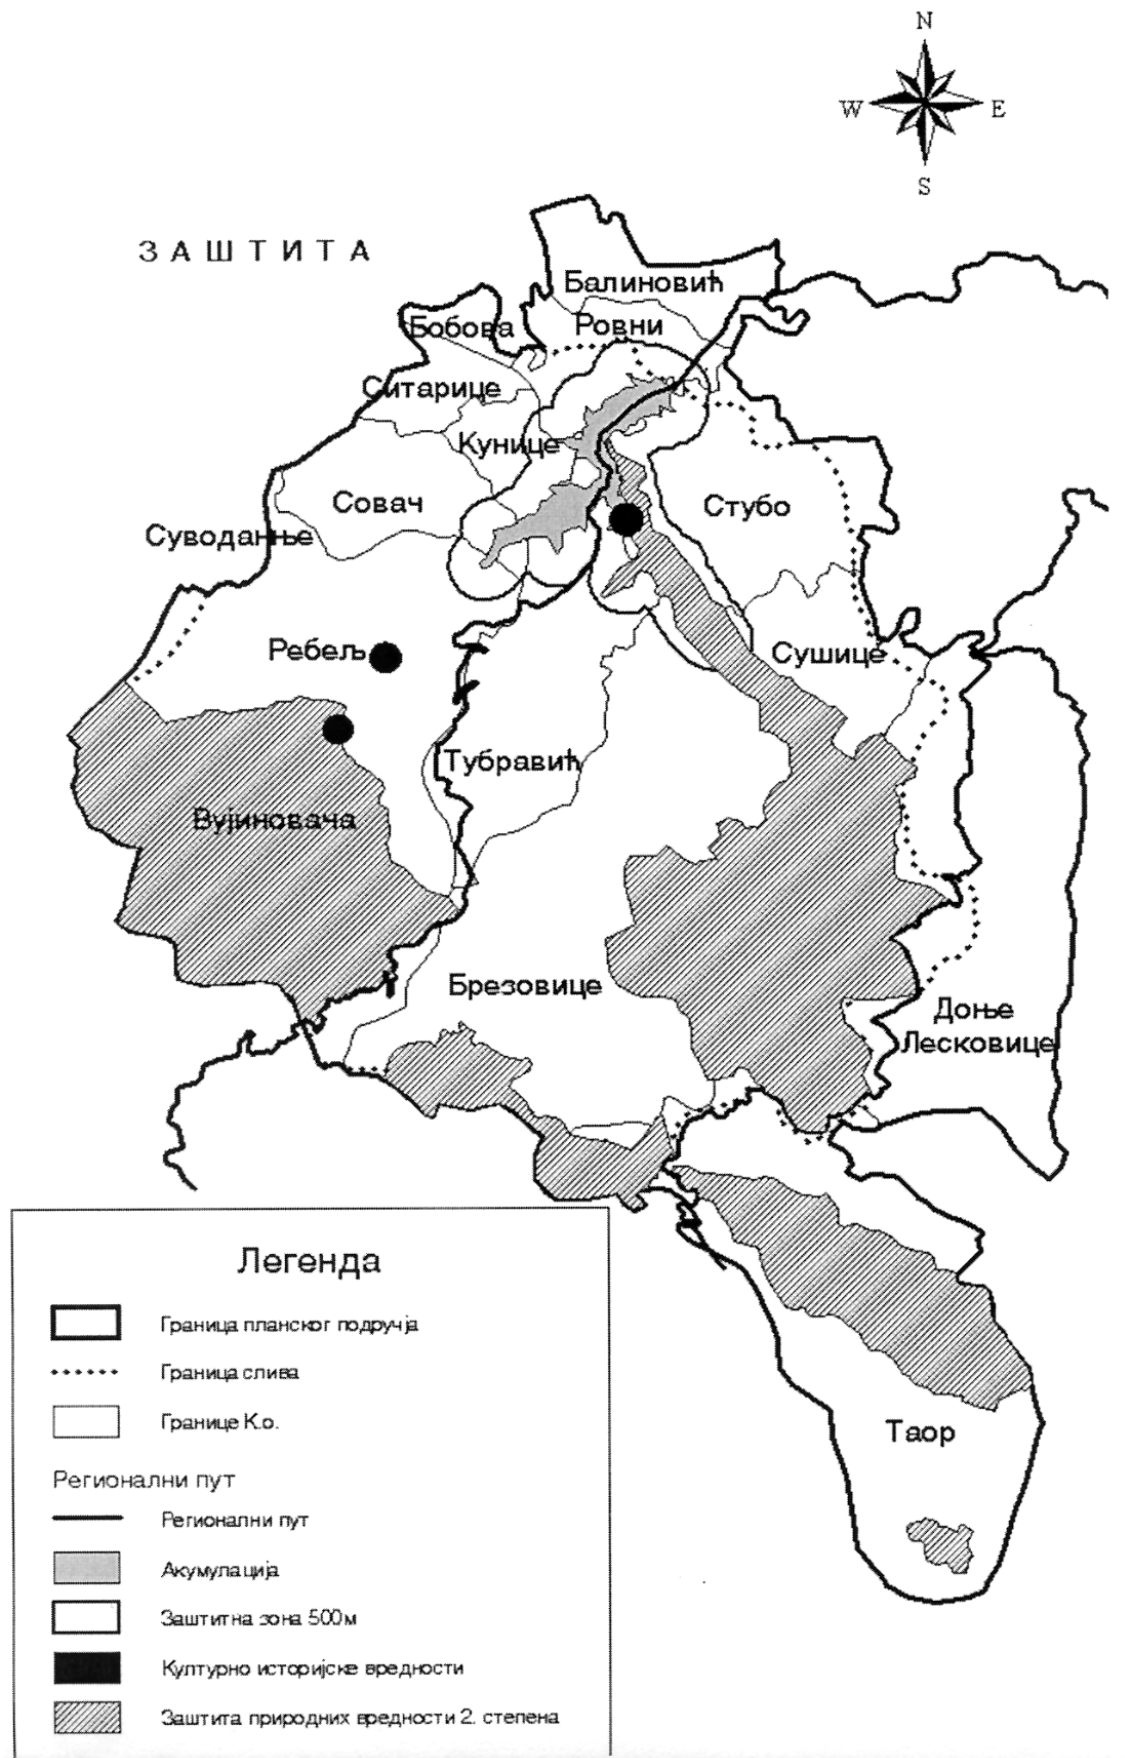 N
W E
S
ЗАШТИТА
Балиновић
Бобова
Ровни
Ситарице
Кунице
Совач
Стубо
Суводање
Ребељ
Сушице
Тубравић
Вујиновача
Брезовице
Доње
Лесковице
Таор
Легенда
Граница планског подручја
Граница слива
Границе К.о.
Регионални пут
Регионални пут
Акумулација
Заштитна зона 500м
Културно историјске вредности
Заштита природних вредности 2. степена